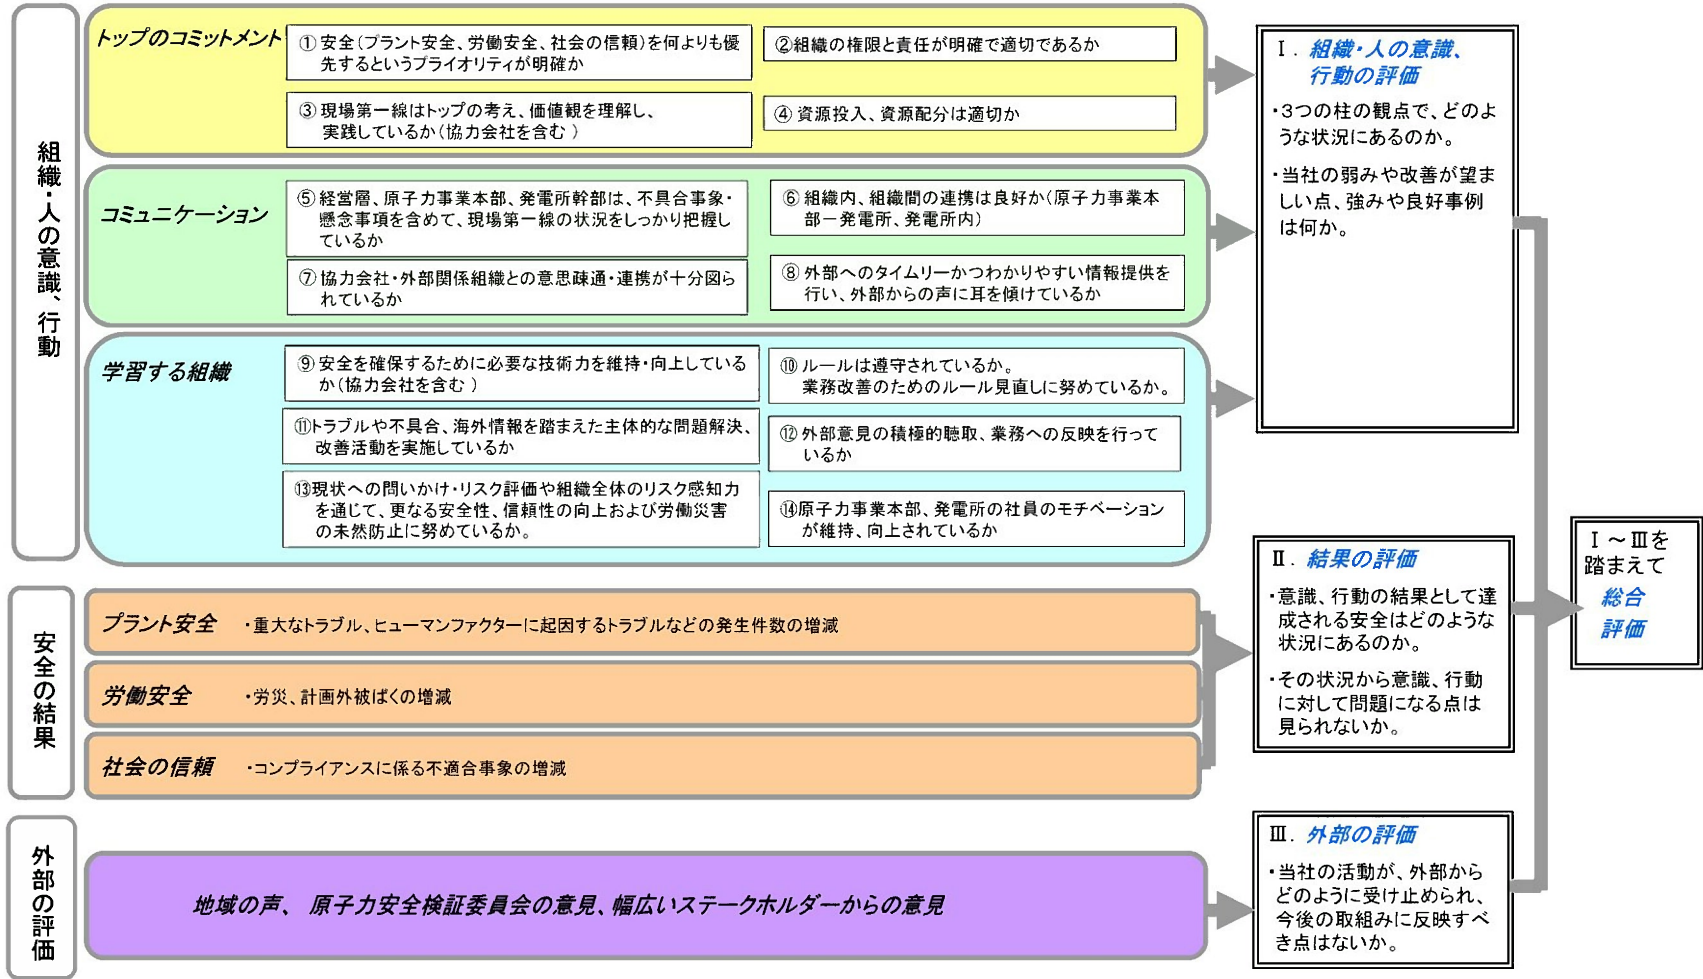 組織・人の意識、行動
トップのコミットメント
①安全(プラント安全、労働安全、社会の信頼)を何よりも優
先するというプライオリティが明確か
②組織の権限と責任が明確で適切であるか
③現場第一線はトップの考え、価値観を理解し、
実践しているか(協力会社を含む)
④資源投入、資源配分は適切か
コミュニケーション
⑤経営層、原子力事業本部、発電所幹部は、不具合事象・
懸念事項を含めて、現場第一線の状況をしっかり把握し
ているか
⑥組織内、組織間の連携は良好か(原子力事業本
部-発電所、発電所内)
⑦協力会社・外部関係組織との意思疎通・連携が十分図ら
れているか
⑧外部へのタイムリーかつわかりやすい情報提供を
行い、外部からの声に耳を傾けているか
学習する組織
⑨安全を確保するために必要な技術力を維持・向上している
か(協力会社を含む)
⑩ルールは遵守されているか。
業務改善のためのルール見直しに努めているか。
⑪トラブルや不具合、海外情報を踏まえた主体的な問題解決、
改善活動を実施しているか
⑫外部意見の積極的聴取、業務への反映を行って
いるか
⑬現状への問いかけ・リスク評価や組織全体のリスク感知力
を通じて、更なる安全性、信頼性の向上および労働災害
の未然防止に努めているか。
⑭原子力事業本部、発電所の社員のモチベーション
が維持、向上されているか
Ⅰ.組織・人の意識、
行動の評価
・3つの柱の観点で、どのよ
うな状況にあるのか。
・当社の弱みや改善が望ま
しい点、強みや良好事例
は何か。
安全の結果
プラント安全 ・重大なトラブル、ヒューマンファクターに起因するトラブルなどの発生件数の増減
労働安全 ・労災、計画外被ばくの増減
社会の信頼 ・コンプライアンスに係る不適合事象の増減
Ⅱ.結果の評価
・意識、行動の結果として達
成される安全はどのような
状況にあるのか。
・その状況から意識、行動
に対して問題になる点は
見られないか。
外部の評価
地域の声、 原子力安全検証委員会の意見、幅広いステークホルダーからの意見
Ⅲ.外部の評価
・当社の活動が、外部から
どのように受け止められ、
今後の取組みに反映すべ
き点はないか。
Ⅰ~Ⅲを
踏まえて
総合
評価